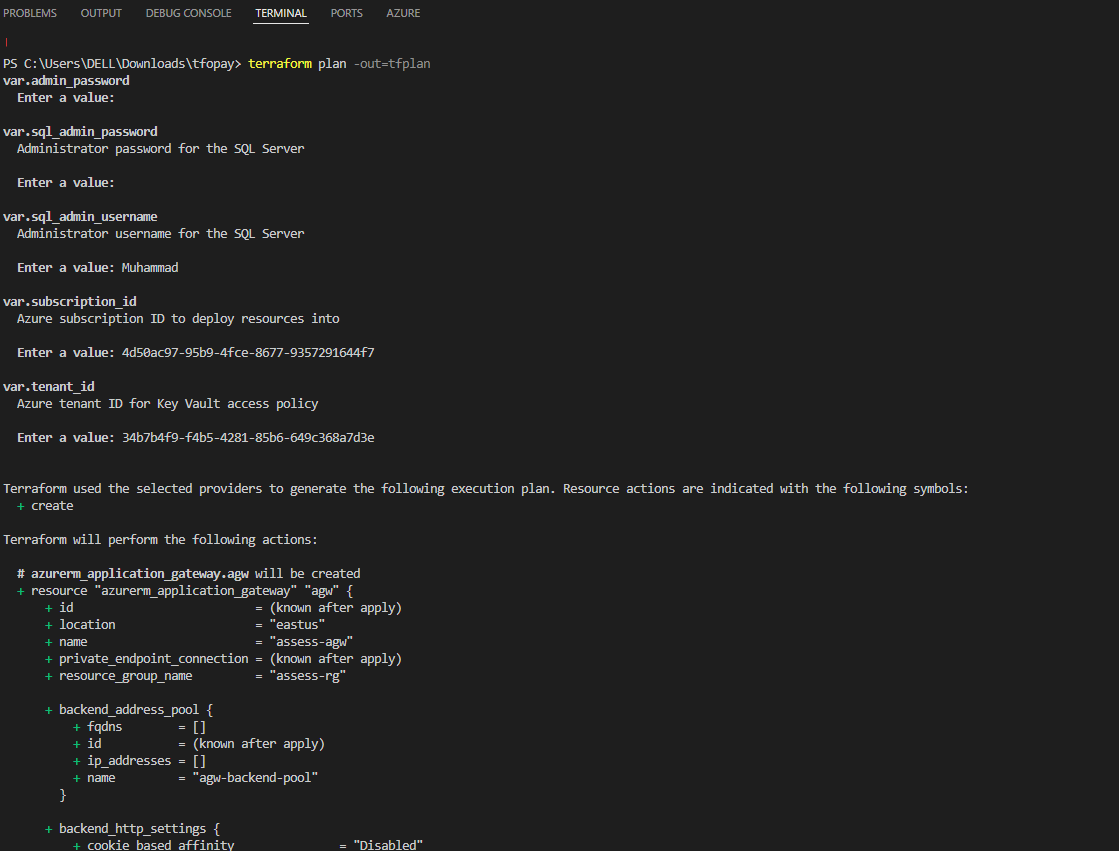 PROBLEMS OUTPUT DEBUG CONSOLE TERMINAL PORTS AZURE
PS C:\Users\DELL\Downloads\tfopay> terraform plan -out=tfplan
var.admin_password
  Enter a value:
var.sql_admin_password
  Administrator password for the SQL Server
  Enter a value:
var.sql_admin_username
  Administrator username for the SQL Server
  Enter a value: Muhammad
var.subscription_id
  Azure subscription ID to deploy resources into
  Enter a value: 4d50ac97-95b9-4fce-8677-9357291644f7
var.tenant_id
  Azure tenant ID for Key Vault access policy
  Enter a value: 34b7b4f9-f4b5-4281-85b6-649c368a7d3e
Terraform used the selected providers to generate the following execution plan. Resource actions are indicated with the following symbols:
  + create
Terraform will perform the following actions:
  # azurerm_application_gateway.agw will be created
  + resource "azurerm_application_gateway" "agw" {
      + id                          = (known after apply)
      + location                    = "eastus"
      + name                        = "assess-agw"
      + private_endpoint_connection = (known after apply)
      + resource_group_name         = "assess-rg"
      + backend_address_pool {
          + fqdns        = []
          + id           = (known after apply)
          + ip_addresses = []
          + name         = "agw-backend-pool"
        }
      + backend_http_settings {
          + cookie_based_affinity               = "Disabled"